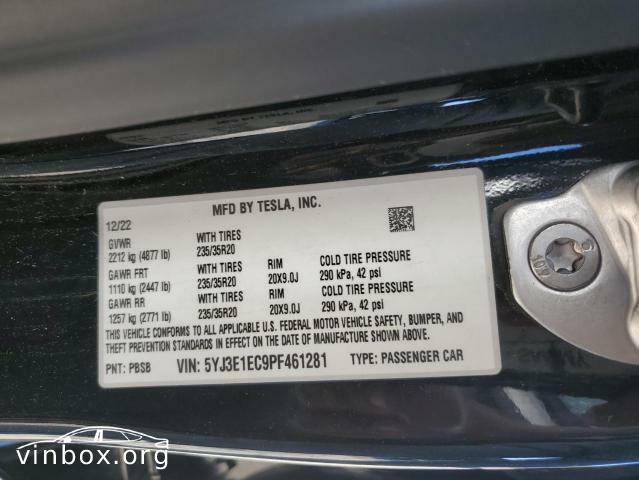 MFD BY TESLA, INC.
12/22
GVWR WITH TIRES
2212 kg (4877 lb) 235/35R20
GAWR FRT WITH TIRES RIM COLD TIRE PRESSURE
1110 kg (2447 lb) 235/35R20 20X9.0J 290 kPa, 42 psi
GAWR RR WITH TIRES RIM COLD TIRE PRESSURE
1257 kg (2771 lb) 235/35R20 20X9.0J 290 kPa, 42 psi
THIS VEHICLE CONFORMS TO ALL APPLICABLE U.S. FEDERAL MOTOR VEHICLE SAFETY, BUMPER, AND
THEFT PREVENTION STANDARDS IN EFFECT ON THE DATE OF MANUFACTURE SHOWN ABOVE.
PNT: PBSB VIN: 5YJ3E1EC9PF461281 TYPE: PASSENGER CAR
vinbox.org